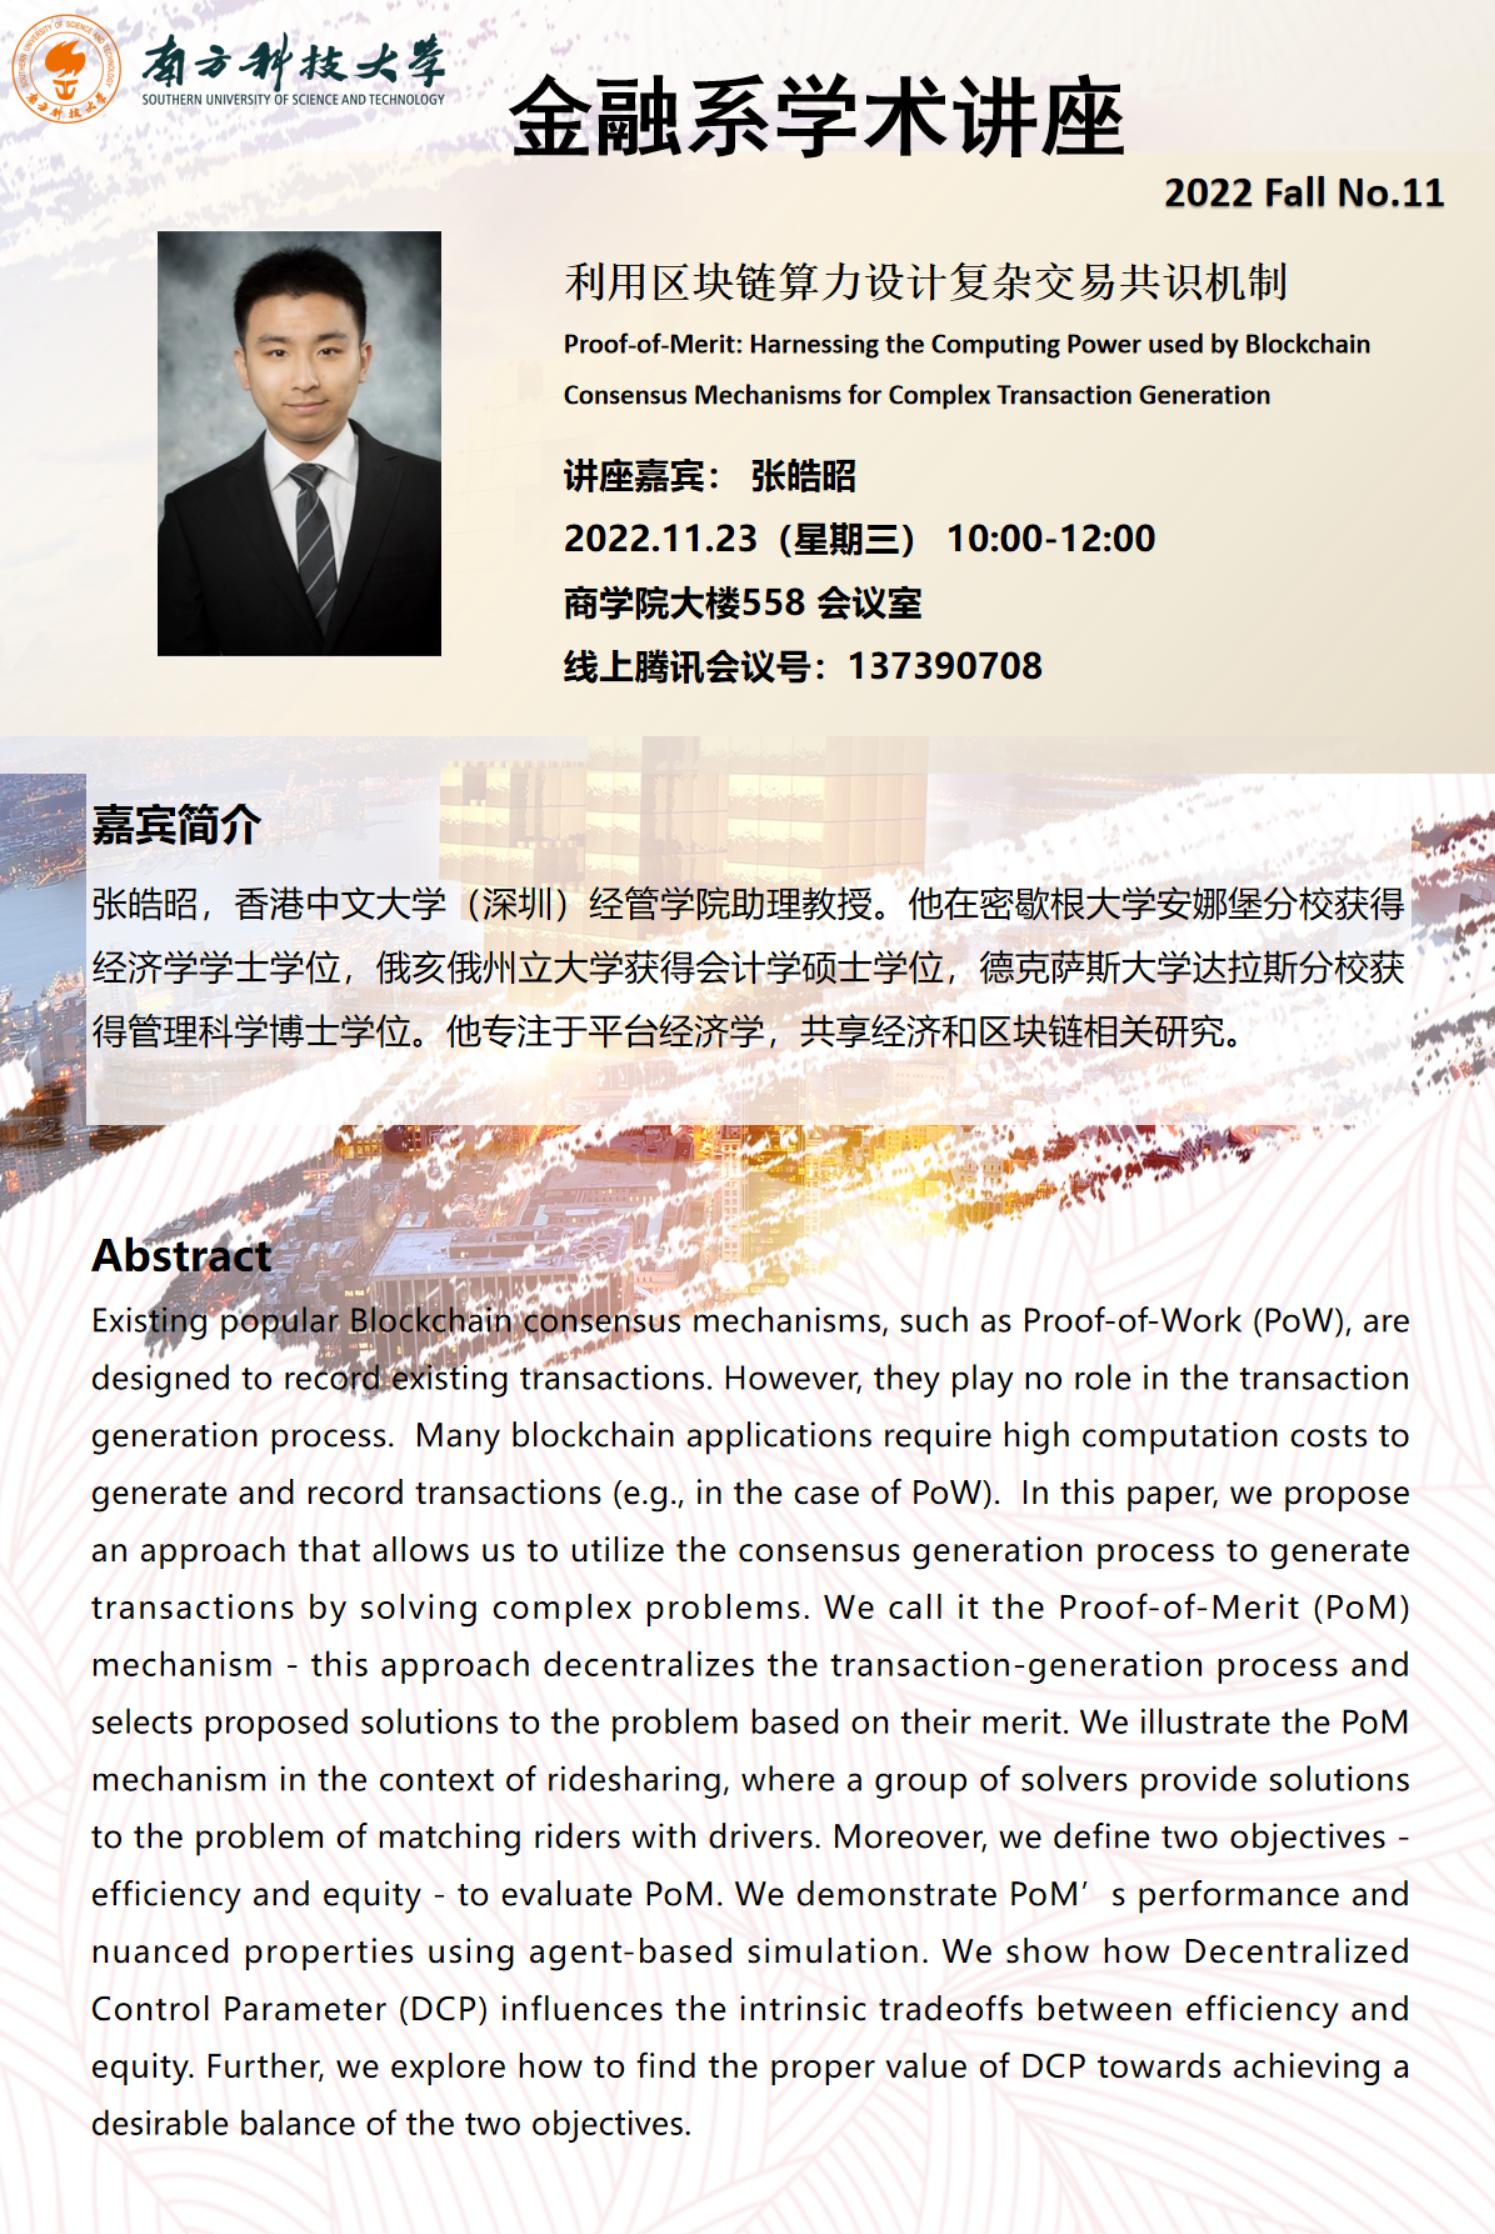 南方科技大学
SOUTHERN UNIVERSITY OF SCIENCE AND TECHNOLOGY
金融系学术讲座
2022 Fall No.11
利用区块链算力设计复杂交易共识机制
Proof-of-Merit: Harnessing the Computing Power used by Blockchain
Consensus Mechanisms for Complex Transaction Generation
讲座嘉宾： 张皓昭
2022.11.23（星期三） 10:00-12:00
商学院大楼558 会议室
线上腾讯会议号：137390708
嘉宾简介
张皓昭，香港中文大学（深圳）经管学院助理教授。他在密歇根大学安娜堡分校获得
经济学学士学位，俄亥俄州立大学获得会计学硕士学位，德克萨斯大学达拉斯分校获
得管理科学博士学位。他专注于平台经济学，共享经济和区块链相关研究。
Abstract
Existing popular Blockchain consensus mechanisms, such as Proof-of-Work (PoW), are
designed to record existing transactions. However, they play no role in the transaction
generation process.  Many blockchain applications require high computation costs to
generate and record transactions (e.g., in the case of PoW).  In this paper, we propose
an approach that allows us to utilize the consensus generation process to generate
transactions by solving complex problems. We call it the Proof-of-Merit (PoM)
mechanism - this approach decentralizes the transaction-generation process and
selects proposed solutions to the problem based on their merit. We illustrate the PoM
mechanism in the context of ridesharing, where a group of solvers provide solutions
to the problem of matching riders with drivers. Moreover, we define two objectives -
efficiency and equity - to evaluate PoM. We demonstrate PoM’s performance and
nuanced properties using agent-based simulation. We show how Decentralized
Control Parameter (DCP) influences the intrinsic tradeoffs between efficiency and
equity. Further, we explore how to find the proper value of DCP towards achieving a
desirable balance of the two objectives.